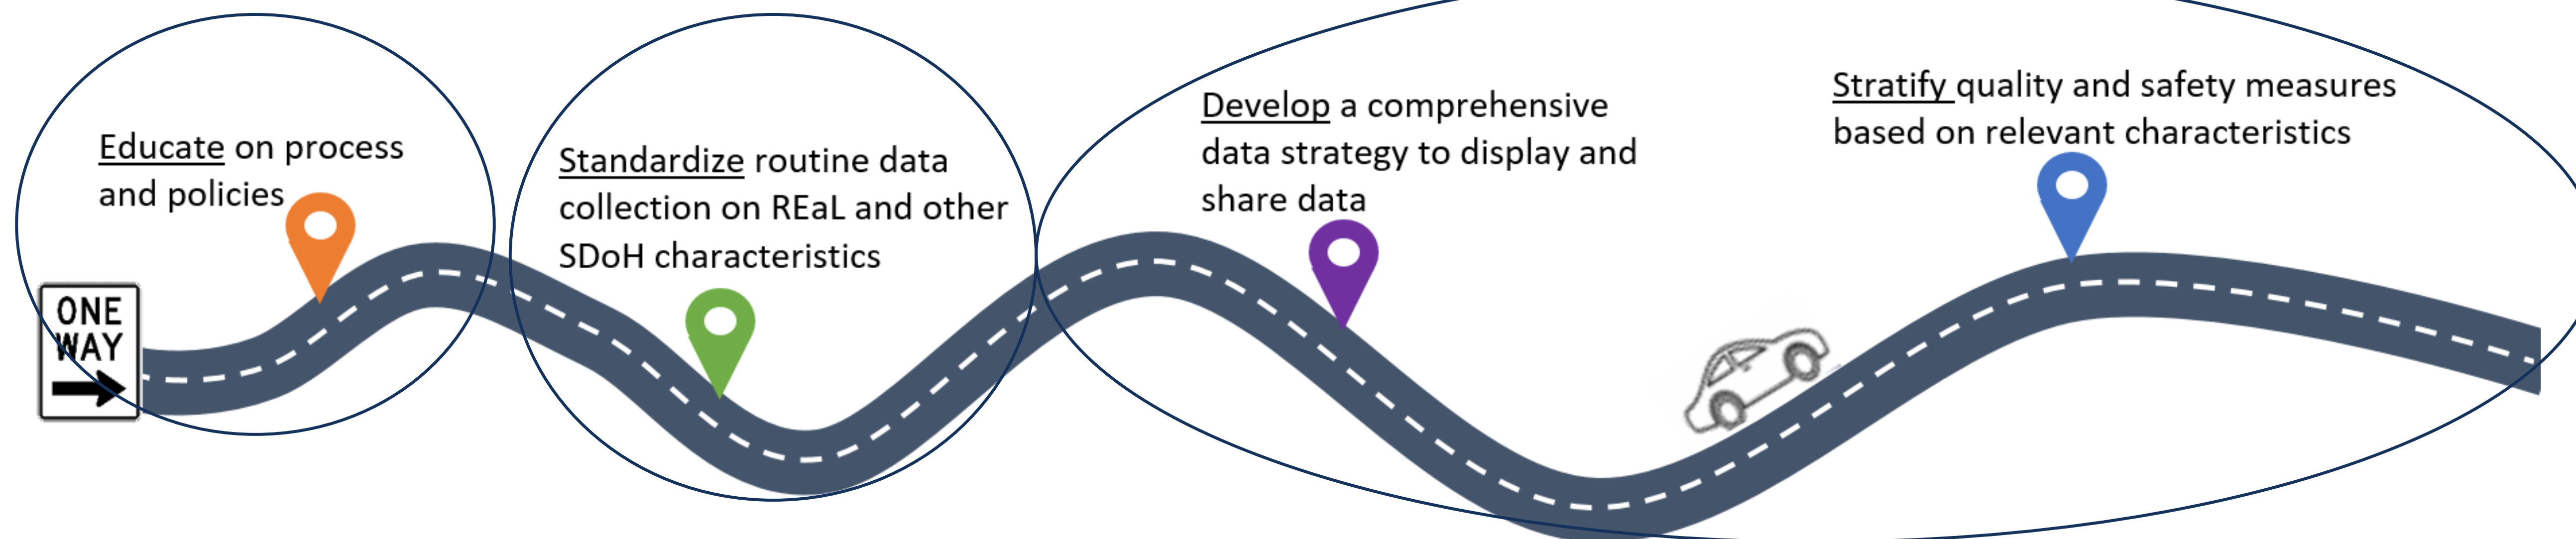 Educate on process
and policies
ONE
WAY
Standardize routine data
collection on REaL and other
SDoH characteristics
Develop a comprehensive
data strategy to display and
share data
Stratify quality and safety measures
based on relevant characteristics